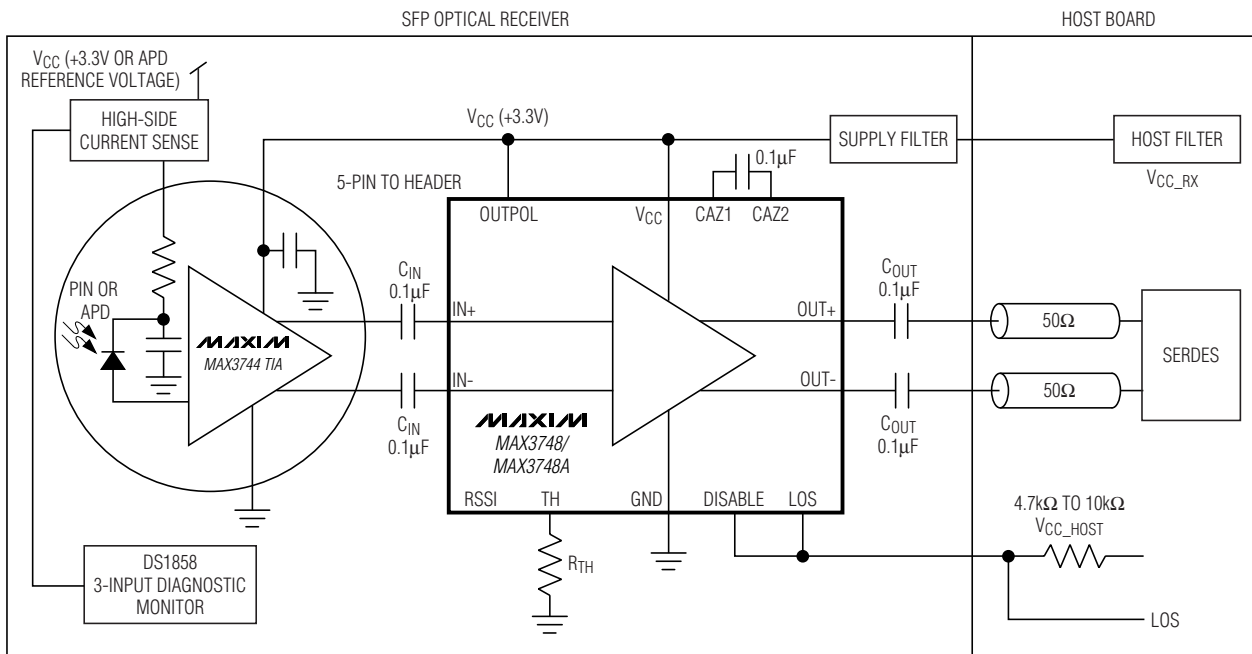 SFP OPTICAL RECEIVER
HOST BOARD
VCC (+3.3V OR APD
REFERENCE VOLTAGE)
HIGH-SIDE
CURRENT SENSE
VCC (+3.3V)
SUPPLY FILTER
HOST FILTER
VCC_RX
0.1µF
5-PIN TO HEADER
OUTPOL
VCC
CAZ1
CAZ2
PIN OR
APD
MAXIM
MAX3744 TIA
CIN
0.1µF
IN+
OUT+
COUT
0.1µF
50Ω
SERDES
IN-
OUT-
50Ω
CIN
0.1µF
MAXIM
MAX3748/
MAX3748A
COUT
0.1µF
RSSI
TH
GND
DISABLE
LOS
4.7kΩ TO 10kΩ
VCC_HOST
RTH
DS1858
3-INPUT DIAGNOSTIC
MONITOR
LOS